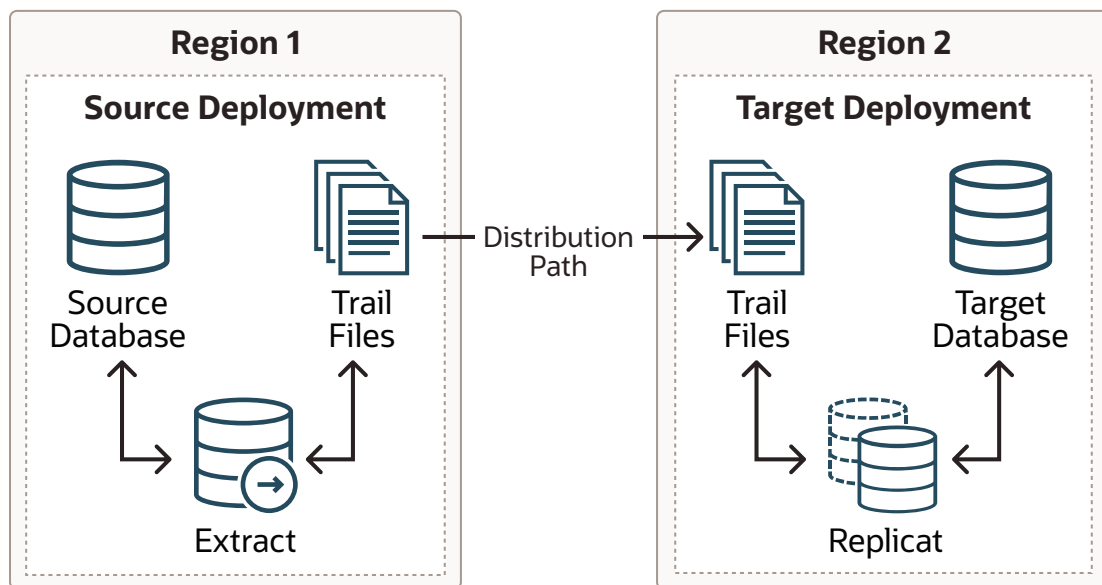 Region 1
Source Deployment
Source
Database
Trail
Files
Extract
Distribution
Path
Region 2
Target Deployment
Trail
Files
Target
Database
Replicat